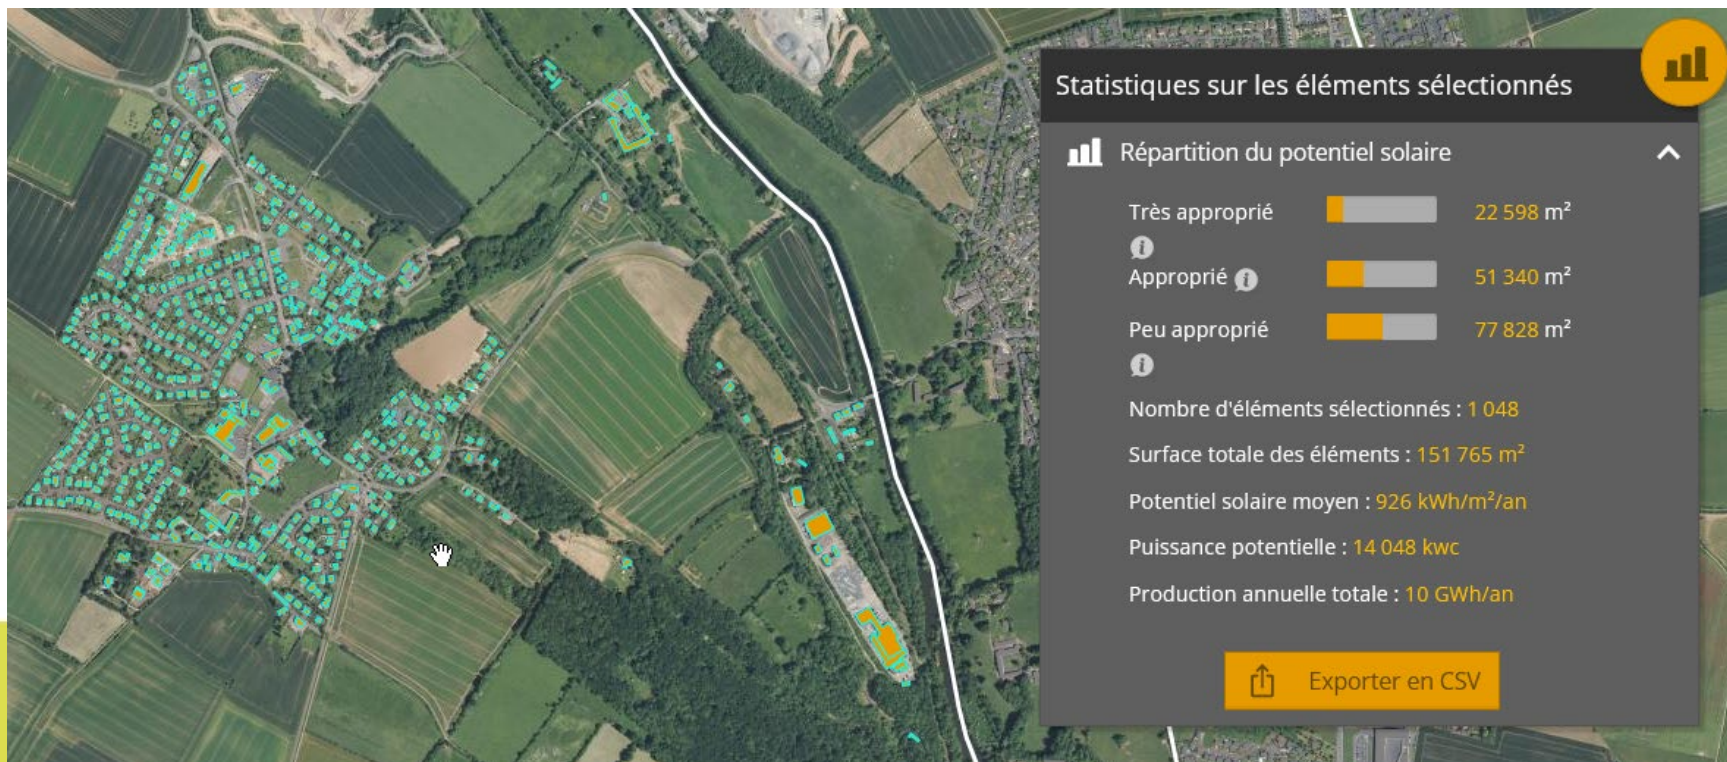 Statistiques sur les éléments sélectionnés
Répartition du potentiel solaire
Très approprié 22 598 m²
Approprié 51 340 m²
Peu approprié 77 828 m²
Nombre d'éléments sélectionnés : 1 048
Surface totale des éléments : 151 765 m²
Potentiel solaire moyen : 926 kWh/m²/an
Puissance potentielle : 14 048 kwc
Production annuelle totale : 10 GWh/an
Exporter en CSV